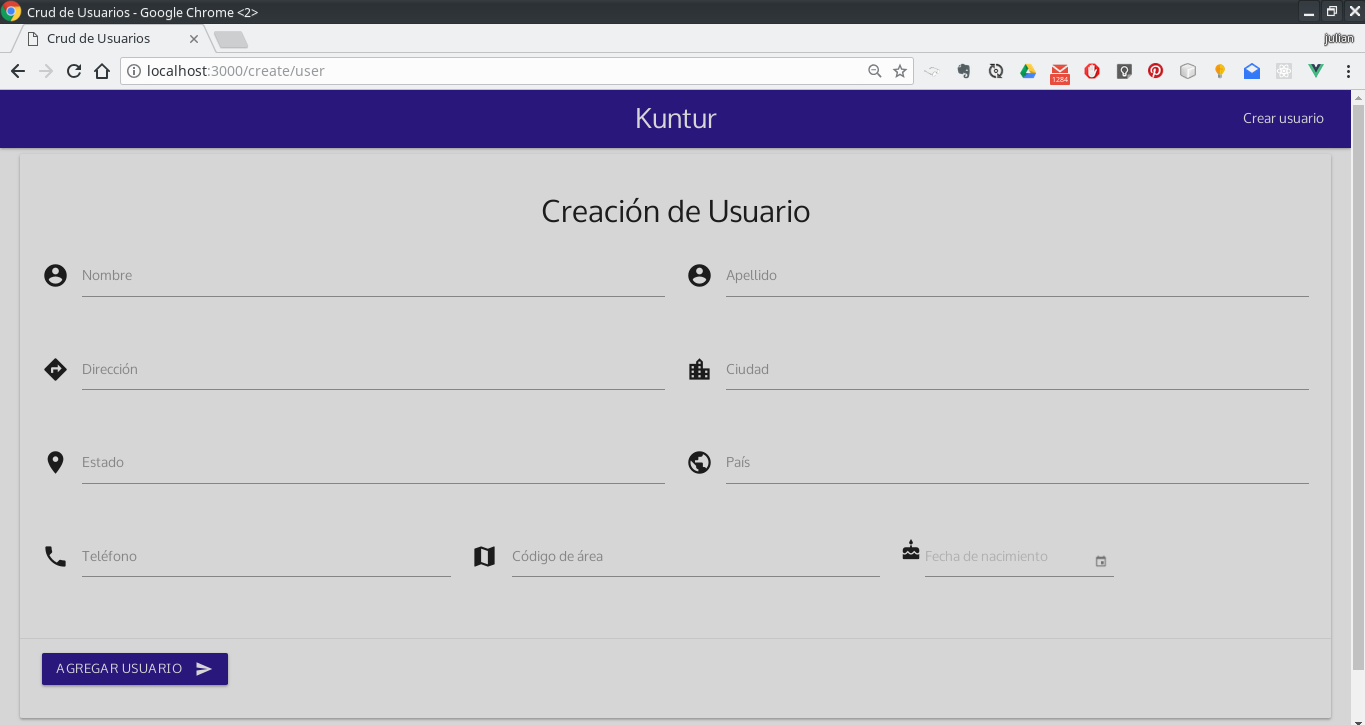 Crud de Usuarios - Google Chrome <2>
Crud de Usuarios
julian
localhost:3000/create/user
1284
Kuntur
Crear usuario
Creación de Usuario
Nombre
Apellido
Dirección
Ciudad
Estado
País
Teléfono
Código de área
Fecha de nacimiento
AGREGAR USUARIO